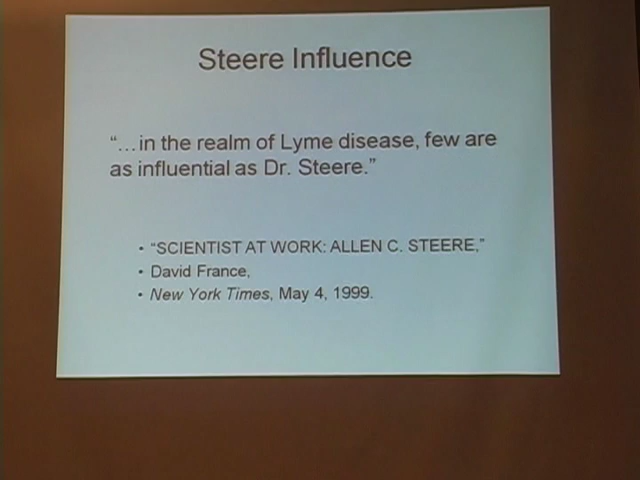 Steere Influence
“…in the realm of Lyme disease, few are
as influential as Dr. Steere.”
• “SCIENTIST AT WORK: ALLEN C. STEERE,”
• David France,
• New York Times, May 4, 1999.